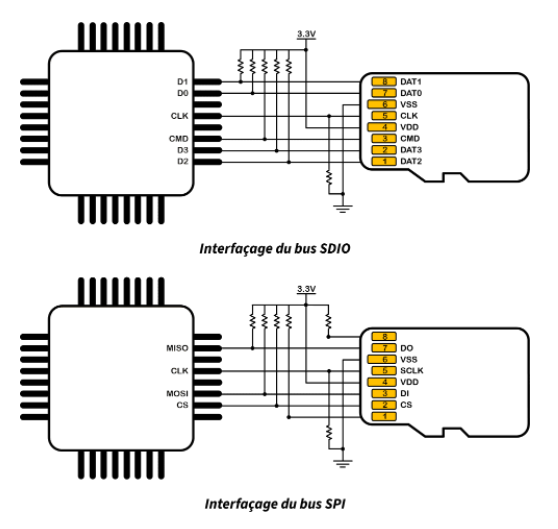 3.3V
D1 8 DAT1
D0 7 DAT0
6 VSS
CLK 5 CLK
4 VDD
CMD 3 CMD
D3 2 DAT3
D2 1 DAT2
Interfaçage du bus SDIO
3.3V
8
MISO 7 DO
6 VSS
CLK 5 SCLK
4 VDD
MOSI 3 DI
CS 2 CS
1
Interfaçage du bus SPI